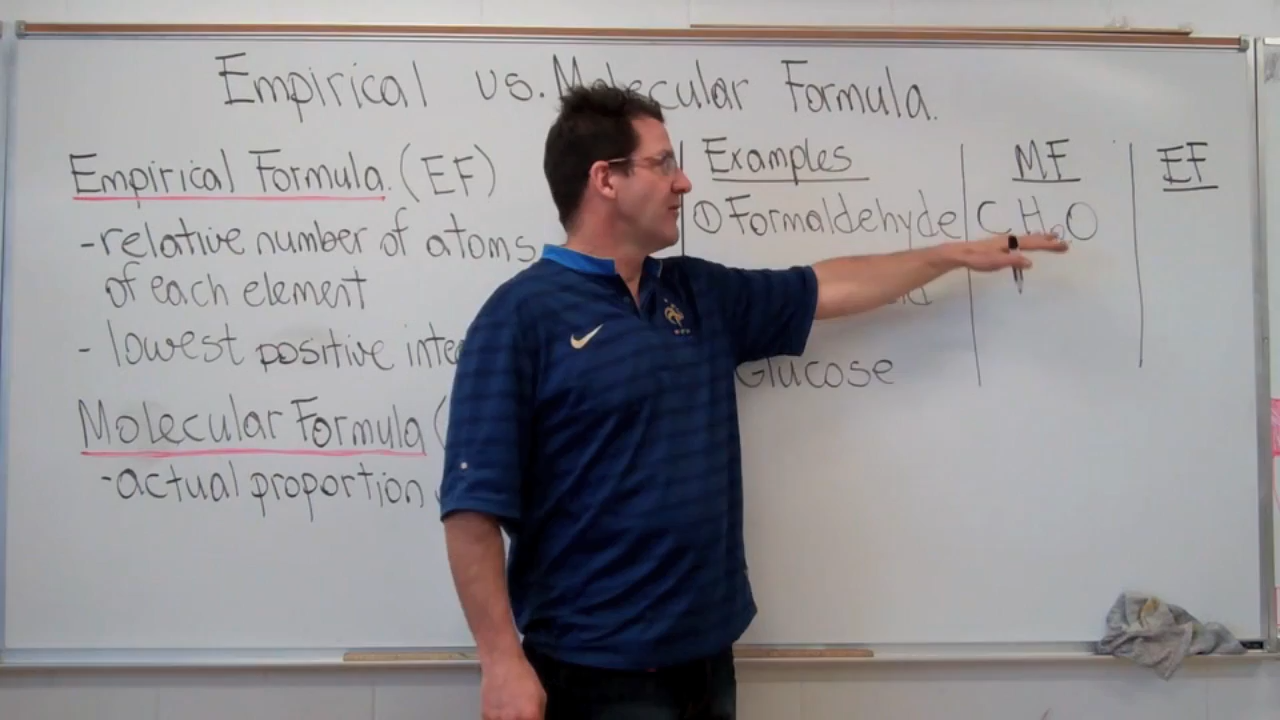 Empirical vs. Molecular Formula.
Empirical Formula. (EF)
-relative number of atoms
of each element
- lowest positive inte
Molecular Formula (
-actual proportion
Examples
① Formaldehyde
Glucose
MF
CH₂O
EF